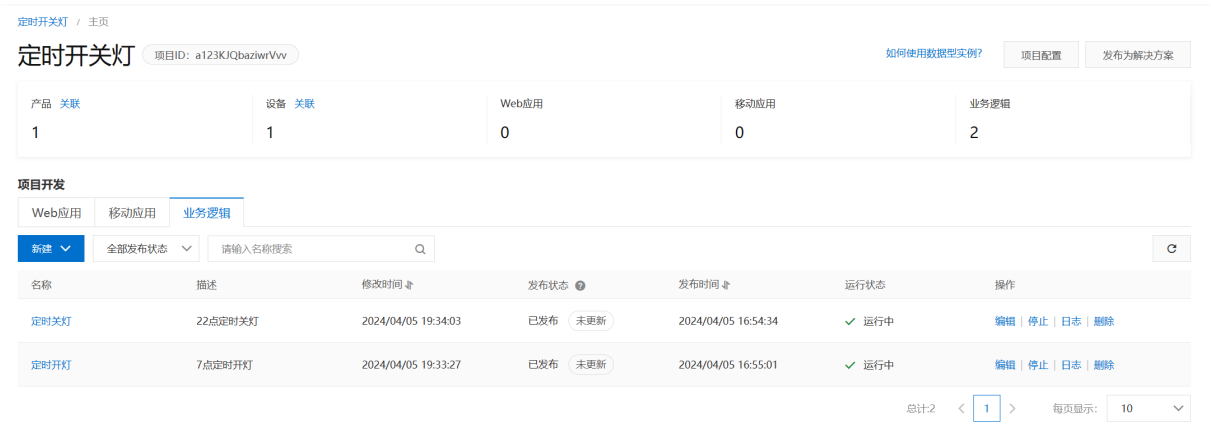 定时开关灯 / 主页
定时开关灯 项目ID: a123KJQbaziwrVvv 如何使用数据型实例? 项目配置 发布为解决方案
产品 关联 设备 关联 Web应用 移动应用 业务逻辑
1 1 0 0 2
项目开发
Web应用 移动应用 业务逻辑
新建 全部发布状态 请输入名称搜索
名称 描述 修改时间 发布状态 发布时间 运行状态 操作
定时关灯 22点定时关灯 2024/04/05 19:34:03 已发布 未更新 2024/04/05 16:54:34 运行中 编辑 | 停止 | 日志 | 删除
定时开灯 7点定时开灯 2024/04/05 19:33:27 已发布 未更新 2024/04/05 16:55:01 运行中 编辑 | 停止 | 日志 | 删除
总计:2 1 每页显示: 10